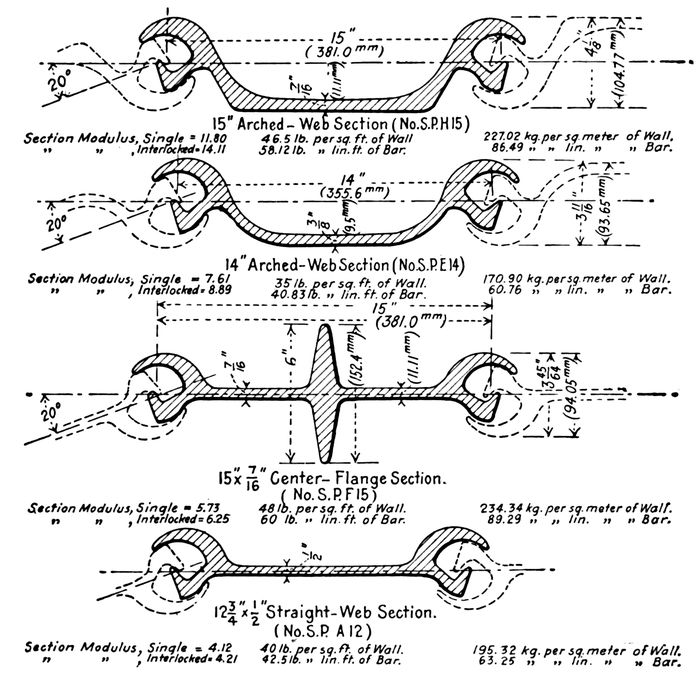 15"
(381.0 mm)
20°
7/16"
(11.11 mm)
4 1/8"
(104.77 mm)
15" Arched-Web Section (No.S.P.H15)
Section Modulus, Single = 11.80 46.5 lb. per sq. ft. of Wall 227.02 kg. per sq. meter of Wall.
" " , Interlocked = 14.11 58.12 lb. " lin. ft. of Bar. 86.49 " " lin. " " Bar.
14"
(355.6 mm)
20°
3/8"
(9.5 mm)
3 11/16"
(93.65 mm)
14" Arched-Web Section (No.S.P.E14)
Section Modulus, Single = 7.61 35 lb. per sq. ft. of Wall. 170.90 kg. per sq. meter of Wall.
" " , Interlocked = 8.89 40.83 lb. " lin. ft. of Bar. 60.76 " " lin. " " Bar.
15"
(381.0 mm)
20°
7/16"
6"
(152.4 mm)
(11.11 mm)
3 45/64"
(94.05 mm)
15 x 7/16" Center-Flange Section.
(No.S.P.F15)
Section Modulus, Single = 5.73 48 lb. per sq. ft. of Wall. 234.34 kg. per sq. meter of Wall.
" " , Interlocked = 6.25 60 lb. " lin. ft. of Bar. 89.29 " " lin. " " Bar.
1/2"
12 3/4" x 1/2" Straight-Web Section.
(No.S.P. A12)
Section Modulus, Single = 4.12 40 lb. per sq. ft. of Wall. 195.32 kg. per sq. meter of Wall.
" " , Interlocked = 4.21 42.5 lb. " lin. ft. of Bar. 63.25 " " lin. " " Bar.